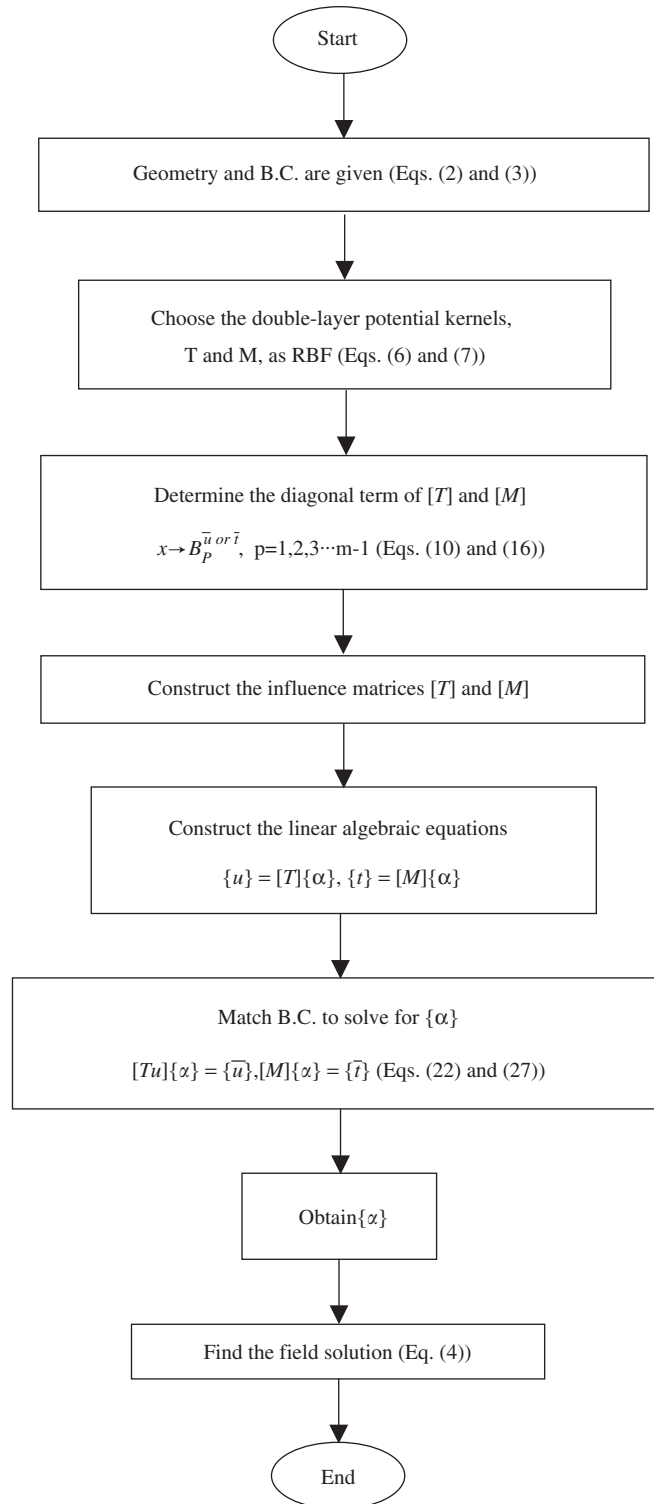 Start
Geometry and B.C. are given (Eqs. (2) and (3))
Choose the double-layer potential kernels,
T and M, as RBF (Eqs. (6) and (7))
Determine the diagonal term of [T] and [M]
x→B_P^{u̅ or t̅}, p=1,2,3···m-1 (Eqs. (10) and (16))
Construct the influence matrices [T] and [M]
Construct the linear algebraic equations
{u} = [T]{α}, {t} = [M]{α}
Match B.C. to solve for {α}
[Tu]{α} = {u̅},[M]{α} = {t̅} (Eqs. (22) and (27))
Obtain{α}
Find the field solution (Eq. (4))
End